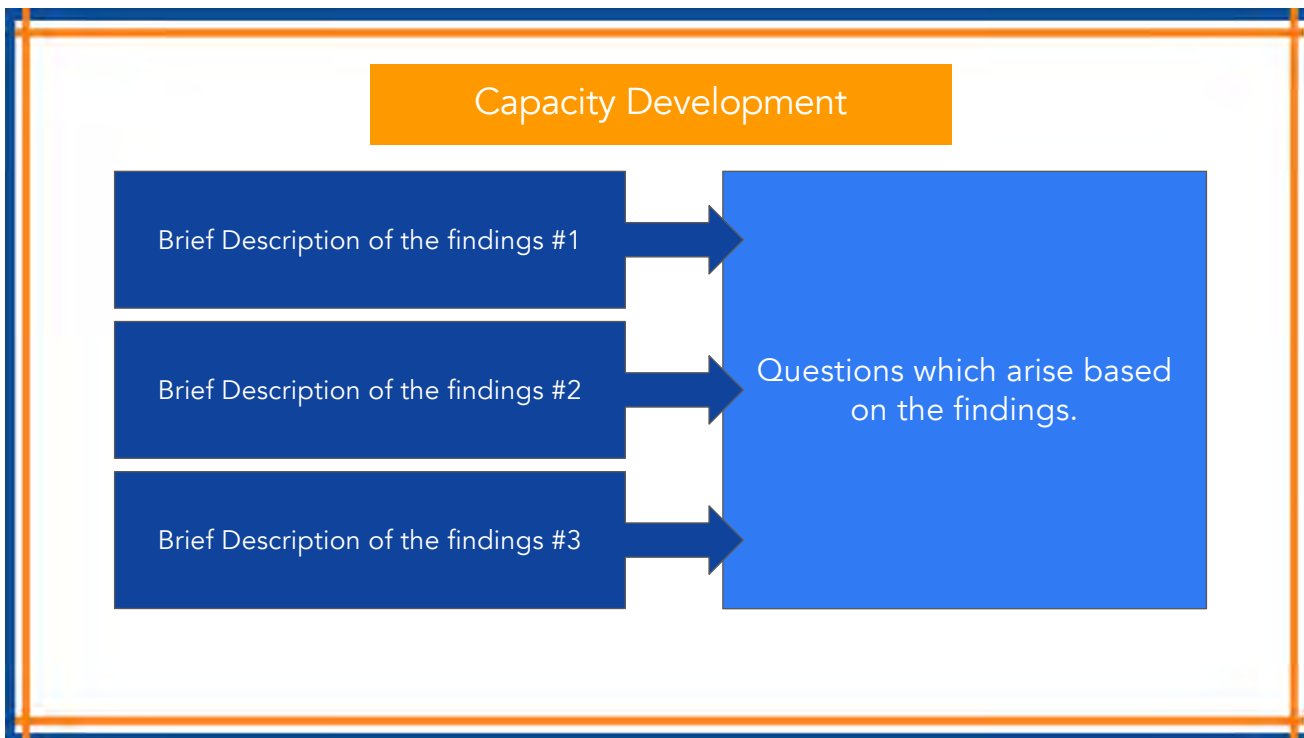 Capacity Development
Brief Description of the findings #1
Brief Description of the findings #2
Brief Description of the findings #3
Questions which arise based
on the findings.